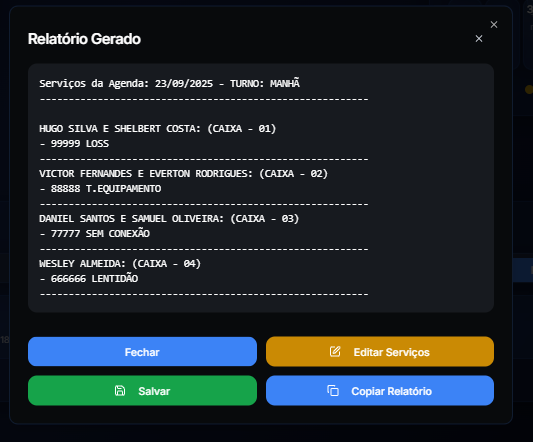 Relatório Gerado
Serviços da Agenda: 23/09/2025 - TURNO: MANHÃ
--------------------------------------------------------
HUGO SILVA E SHELBERT COSTA: (CAIXA - 01)
- 99999 LOSS
--------------------------------------------------------
VICTOR FERNANDES E EVERTON RODRIGUES: (CAIXA - 02)
- 88888 T.EQUIPAMENTO
--------------------------------------------------------
DANIEL SANTOS E SAMUEL OLIVEIRA: (CAIXA - 03)
- 77777 SEM CONEXÃO
--------------------------------------------------------
WESLEY ALMEIDA: (CAIXA - 04)
- 666666 LENTIDÃO
--------------------------------------------------------
Fechar
Editar Serviços
Salvar
Copiar Relatório